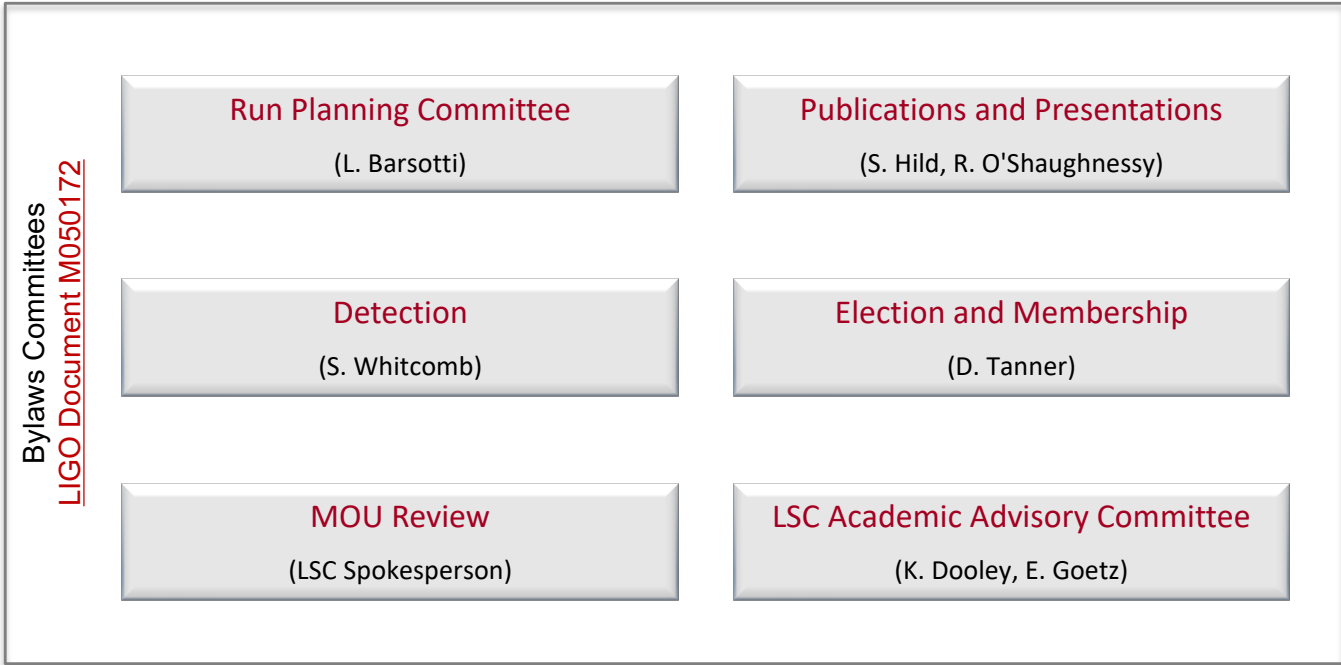 Bylaws Committees
LIGO Document M050172
Run Planning Committee
(L. Barsotti)
Publications and Presentations
(S. Hild, R. O'Shaughnessy)
Detection
(S. Whitcomb)
Election and Membership
(D. Tanner)
MOU Review
(LSC Spokesperson)
LSC Academic Advisory Committee
(K. Dooley, E. Goetz)